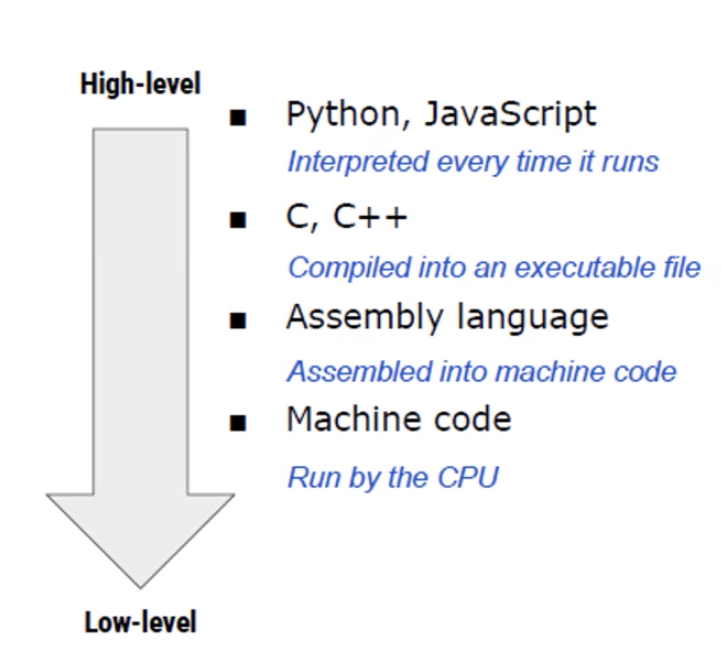 High-level
■ Python, JavaScript
Interpreted every time it runs
■ C, C++
Compiled into an executable file
■ Assembly language
Assembled into machine code
■ Machine code
Run by the CPU
Low-level